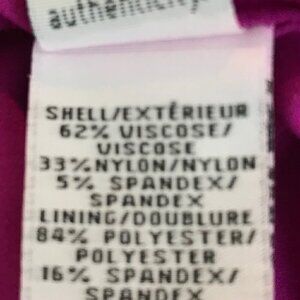 authenticity
SHELL/EXTÉRIEUR
62% VISCOSE/
VISCOSE
33%NYLON/NYLON
5% SPANDEX/
SPANDEX
LINING/DOUBLURE
84% POLYESTER/
POLYESTER
16% SPANDEX/
SPANDEX